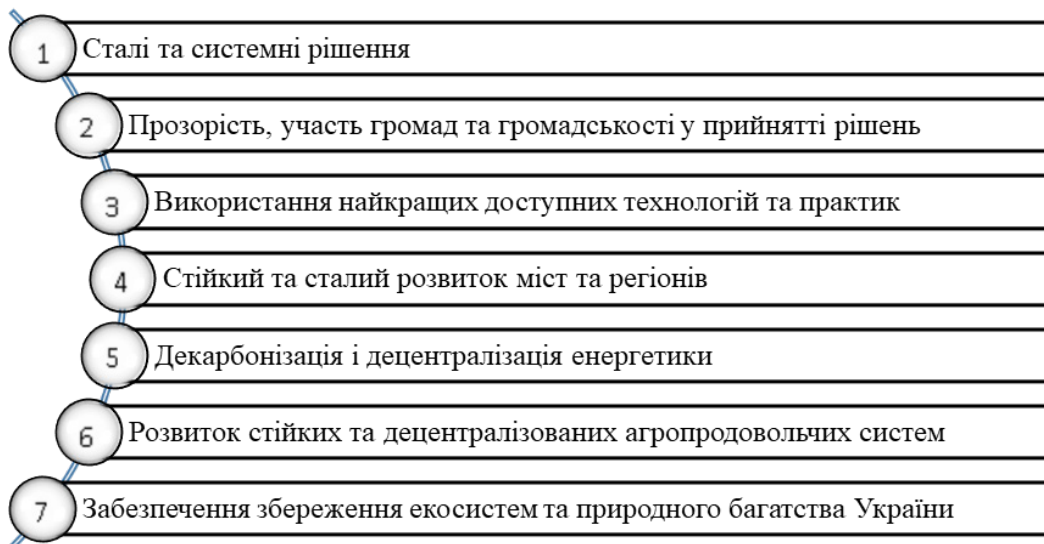 1 Сталі та системні рішення
2 Прозорість, участь громад та громадськості у прийнятті рішень
3 Використання найкращих доступних технологій та практик
4 Стійкий та сталий розвиток міст та регіонів
5 Декарбонізація і децентралізація енергетики
6 Розвиток стійких та децентралізованих агропродовольчих систем
7 Забезпечення збереження екосистем та природного багатства України